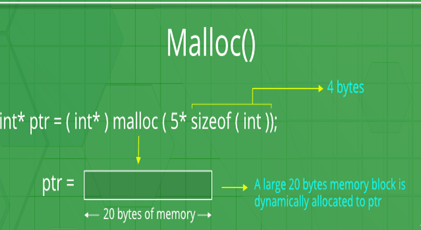 Malloc()
4 bytes
int* ptr = ( int* ) malloc ( 5* sizeof ( int ));
ptr =
A large 20 bytes memory block is
dynamically allocated to ptr
20 bytes of memory